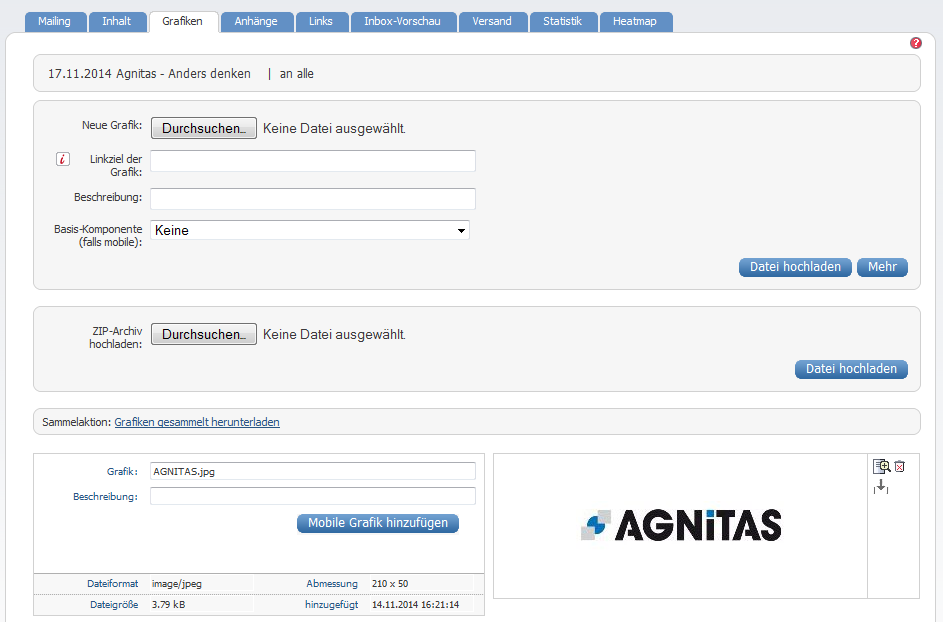 Mailing Inhalt Grafiken Anhänge Links Inbox-Vorschau Versand Statistik Heatmap
?
17.11.2014 Agnitas - Anders denken | an alle
Neue Grafik: Durchsuchen… Keine Datei ausgewählt.
i Linkziel der
Grafik:
Beschreibung:
Basis-Komponente Keine
(falls mobile):
Datei hochladen Mehr
ZIP-Archiv Durchsuchen… Keine Datei ausgewählt.
hochladen:
Datei hochladen
Sammelaktion: Grafiken gesammelt herunterladen
Grafik: AGNITAS.jpg
Beschreibung:
Mobile Grafik hinzufügen
AGNiTAS
Dateiformat image/jpeg Abmessung 210 x 50
Dateigröße 3.79 kB hinzugefügt 14.11.2014 16:21:14